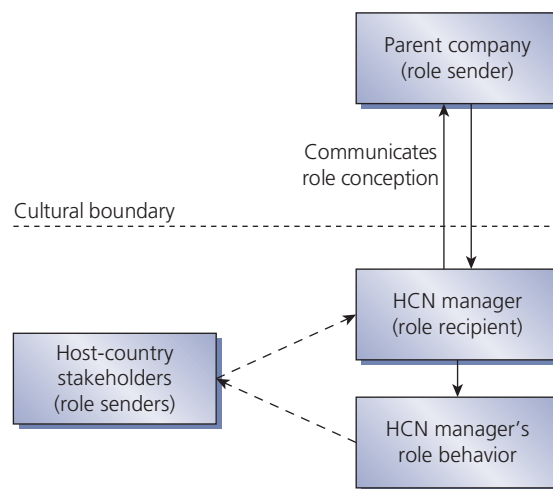 Parent company
(role sender)
Communicates
role conception
Cultural boundary
HCN manager
(role recipient)
Host-country
stakeholders
(role senders)
HCN manager’s
role behavior